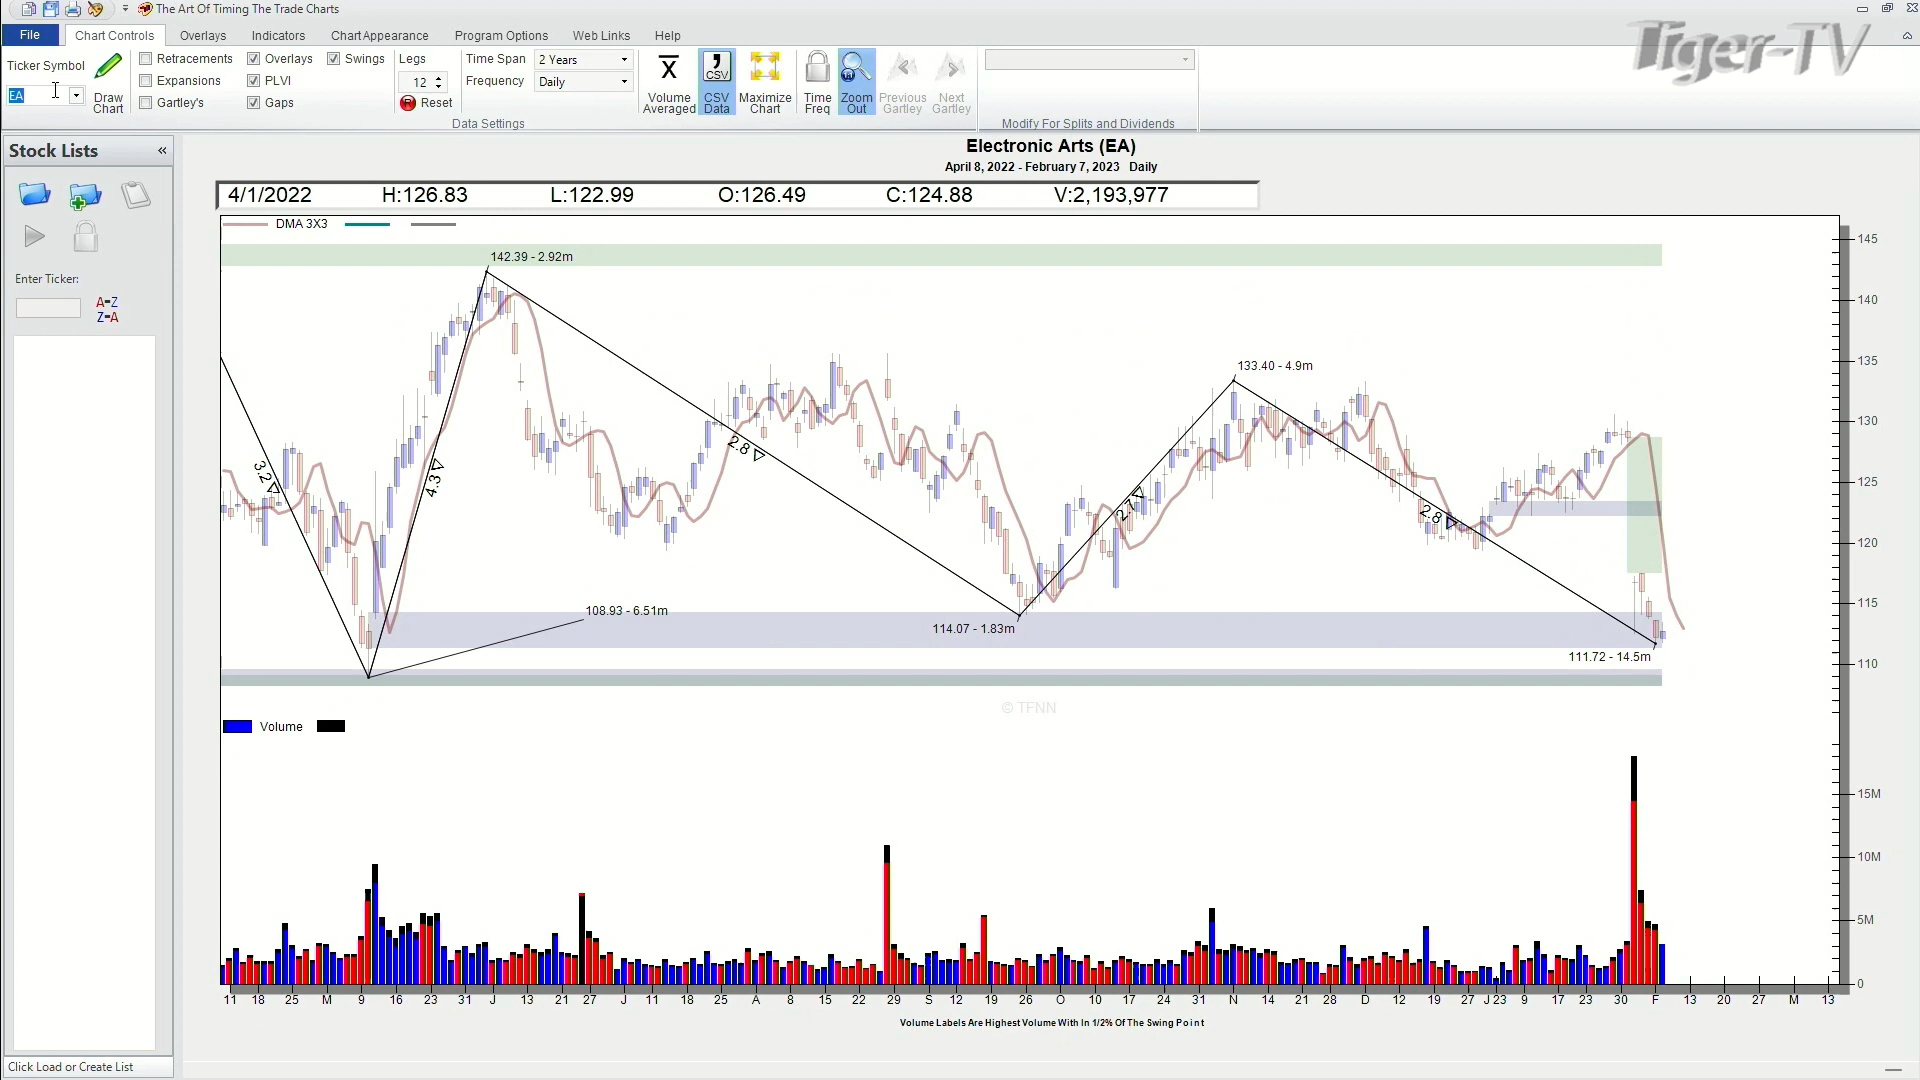 The Art Of Timing The Trade Charts
Tiger-TV
File Chart Controls Overlays Indicators Chart Appearance Program Options Web Links Help
Ticker Symbol
EA
Draw Chart
Retracements
Expansions
Gartley's
Overlays
PLVI
Gaps
Swings
Legs
12
Reset
Time Span 2 Years
Frequency Daily
Data Settings
Volume Averaged
CSV Data
Maximize Chart
Time Freq
Zoom Out
Previous Gartley
Next Gartley
Modify For Splits and Dividends
Stock Lists «
Enter Ticker:
A=Z
Z=A
Click Load or Create List
Electronic Arts (EA)
April 8, 2022 - February 7, 2023 Daily
4/1/2022 H:126.83 L:122.99 O:126.49 C:124.88 V:2,193,977
DMA 3X3
142.39 - 2.92m
133.40 - 4.9m
108.93 - 6.51m
114.07 - 1.83m
111.72 - 14.5m
3.2
4.3
2.8
2.7
2.8
© TFNN
Volume
145
140
135
130
125
120
115
110
15M
10M
5M
0
11 18 25 M 9 16 23 31 J 13 21 27 J 11 18 25 A 8 15 22 29 S 12 19 26 O 10 17 24 31 N 14 21 28 D 12 19 27 J 23 9 17 23 30 F 13 20 27 M 13
Volume Labels Are Highest Volume With In 1/2% Of The Swing Point